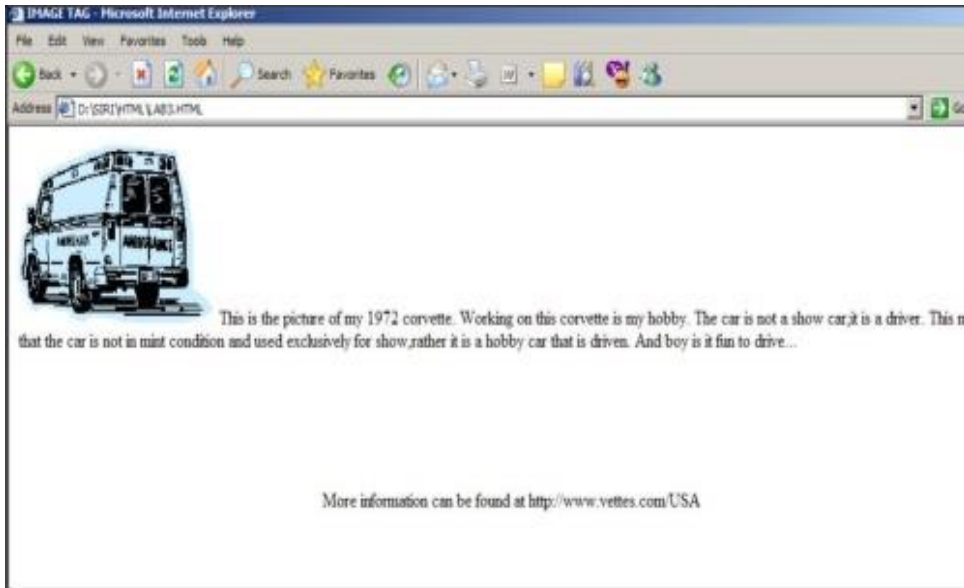 IMAGE TAG - Microsoft Internet Explorer
File Edit View Favorites Tools Help
Back Search Favorites
Address D:\SIRI\HTML\LAB3.HTML Go
AMBULANCE
This is the picture of my 1972 corvette. Working on this corvette is my hobby. The car is not a show car,it is a driver. This m
that the car is not in mint condition and used exclusively for show,rather it is a hobby car that is driven. And boy is it fun to drive...
More information can be found at http://www.vettes.com/USA